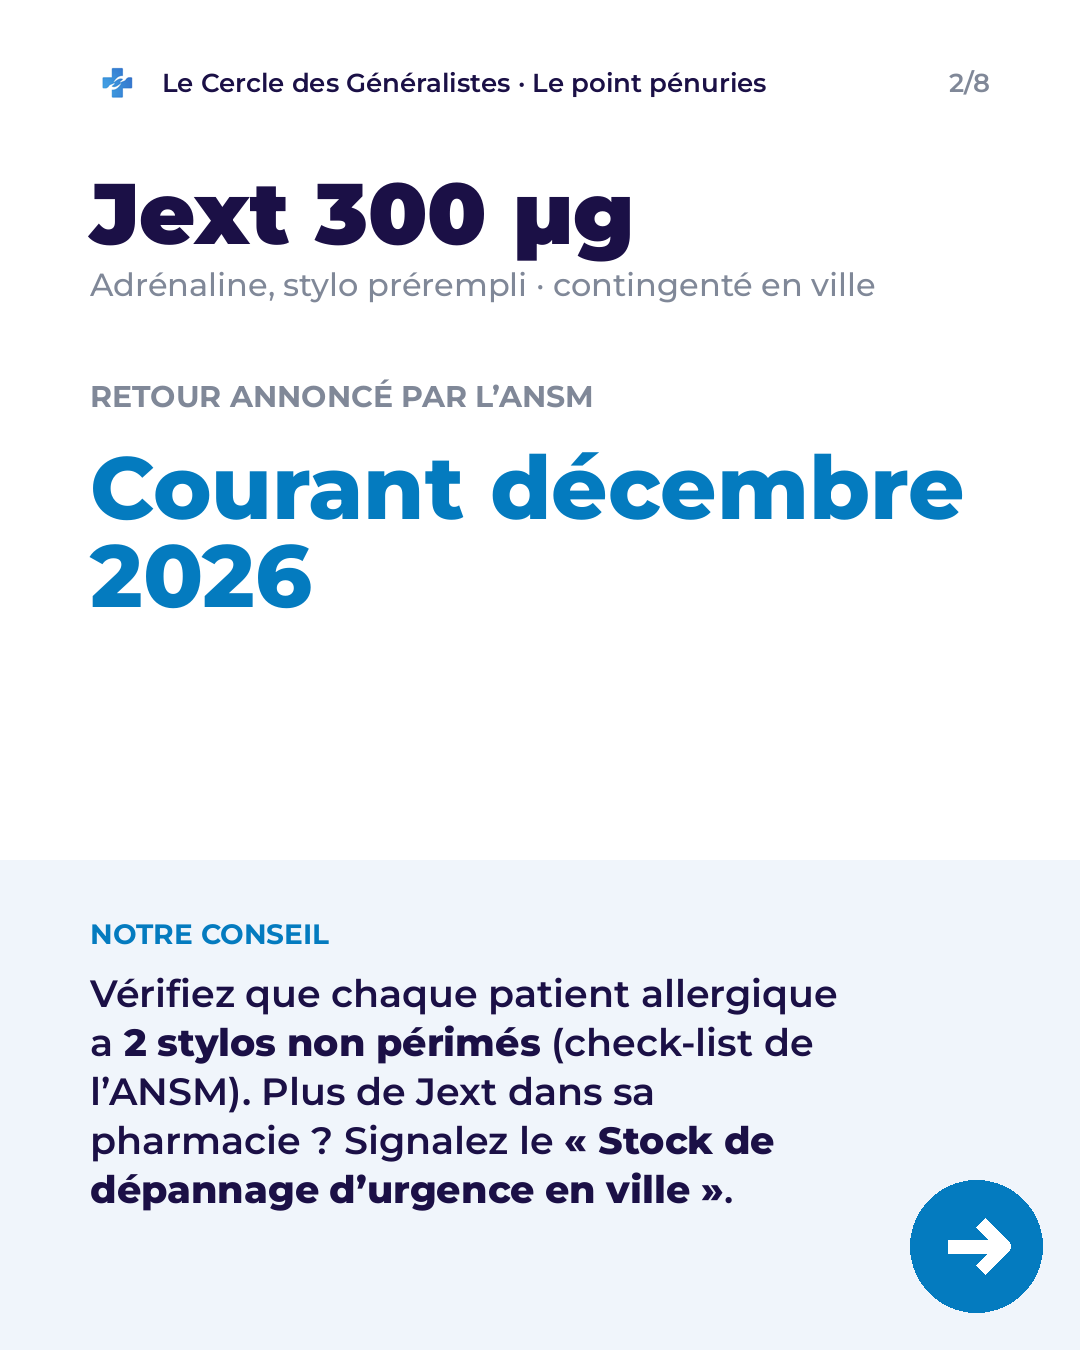 Le Cercle des Généralistes · Le point pénuries
2/8
Jext 300 µg
Adrénaline, stylo prérempli · contingenté en ville
RETOUR ANNONCÉ PAR L’ANSM
Courant décembre
2026
NOTRE CONSEIL
Vérifiez que chaque patient allergique
a 2 stylos non périmés (check-list de
l’ANSM). Plus de Jext dans sa
pharmacie ? Signalez le « Stock de
dépannage d’urgence en ville ».